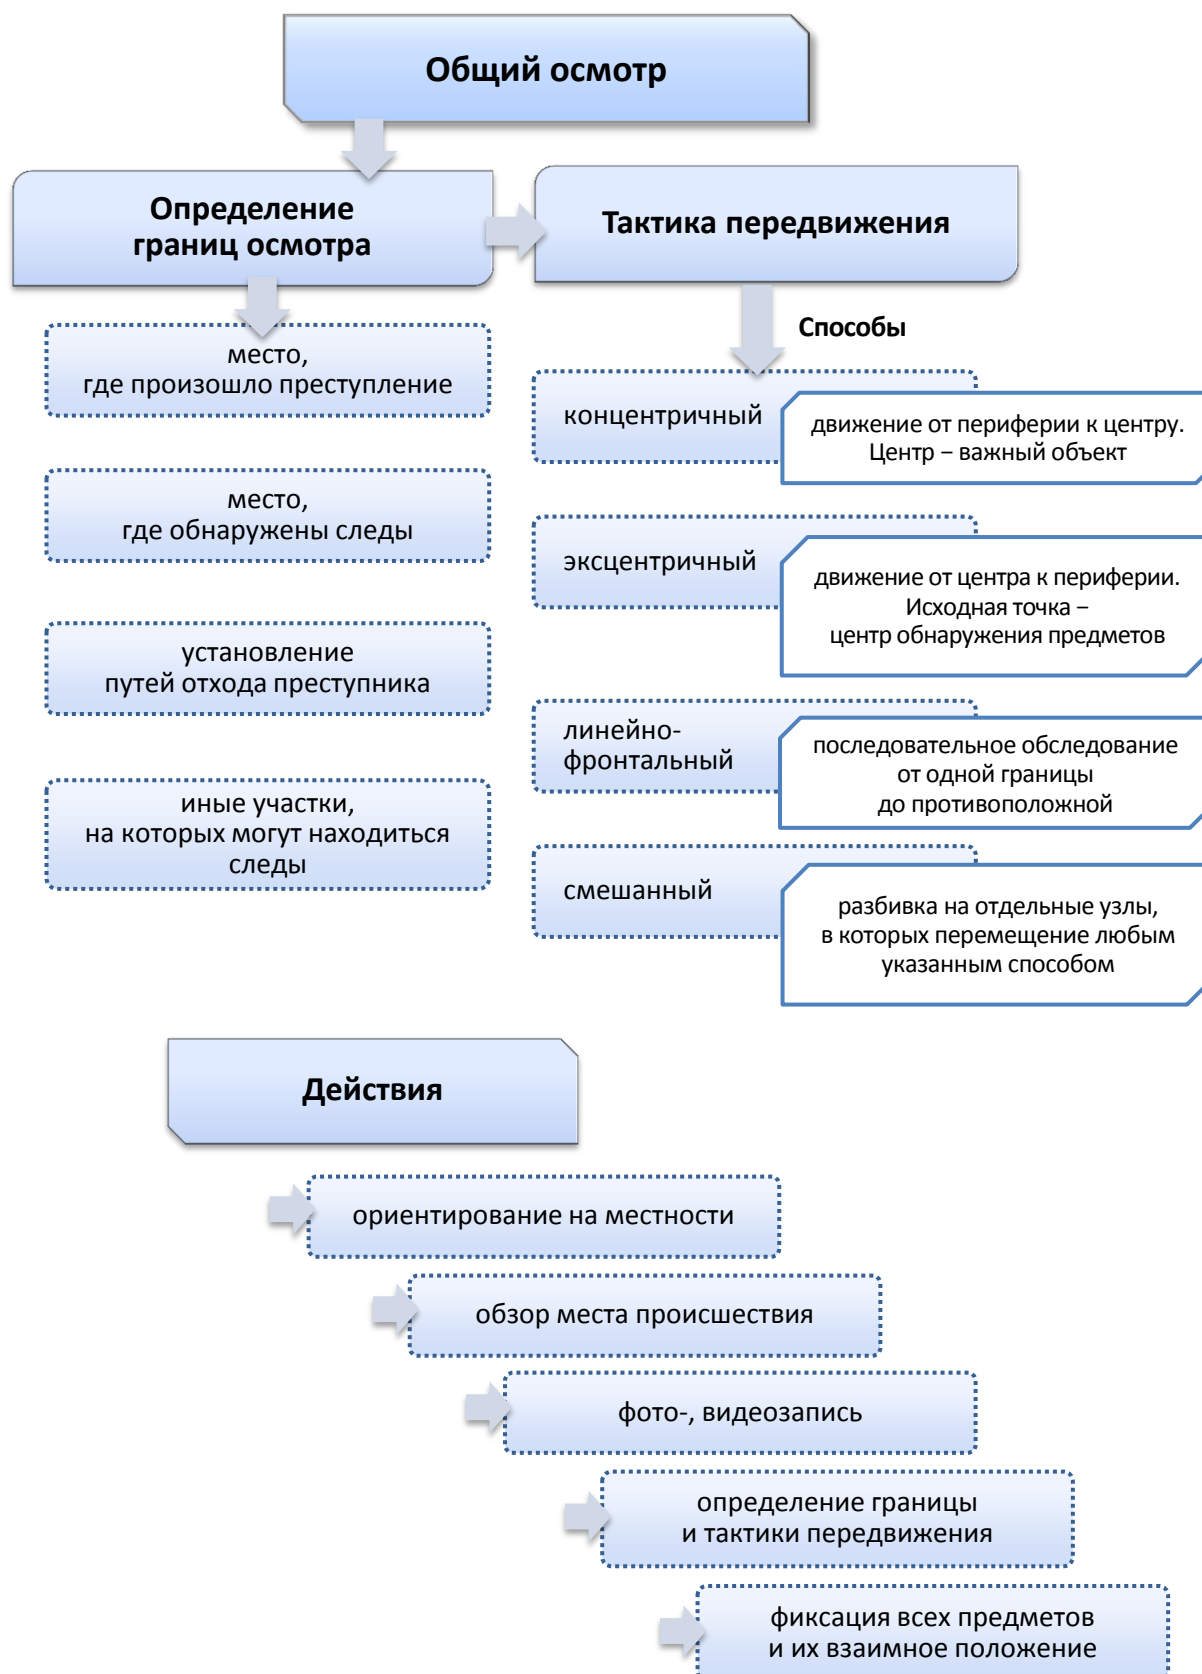 Общий осмотр
Определение
границ осмотра
место,
где произошло преступление
место,
где обнаружены следы
установление
путей отхода преступника
иные участки,
на которых могут находиться
следы
Тактика передвижения
Способы
концентричный
движение от периферии к центру.
Центр – важный объект
эксцентричный
движение от центра к периферии.
Исходная точка –
центр обнаружения предметов
линейно-
фронтальный
последовательное обследование
от одной границы
до противоположной
смешанный
разбивка на отдельные узлы,
в которых перемещение любым
указанным способом
Действия
ориентирование на местности
обзор места происшествия
фото-, видеозапись
определение границы
и тактики передвижения
фиксация всех предметов
и их взаимное положение